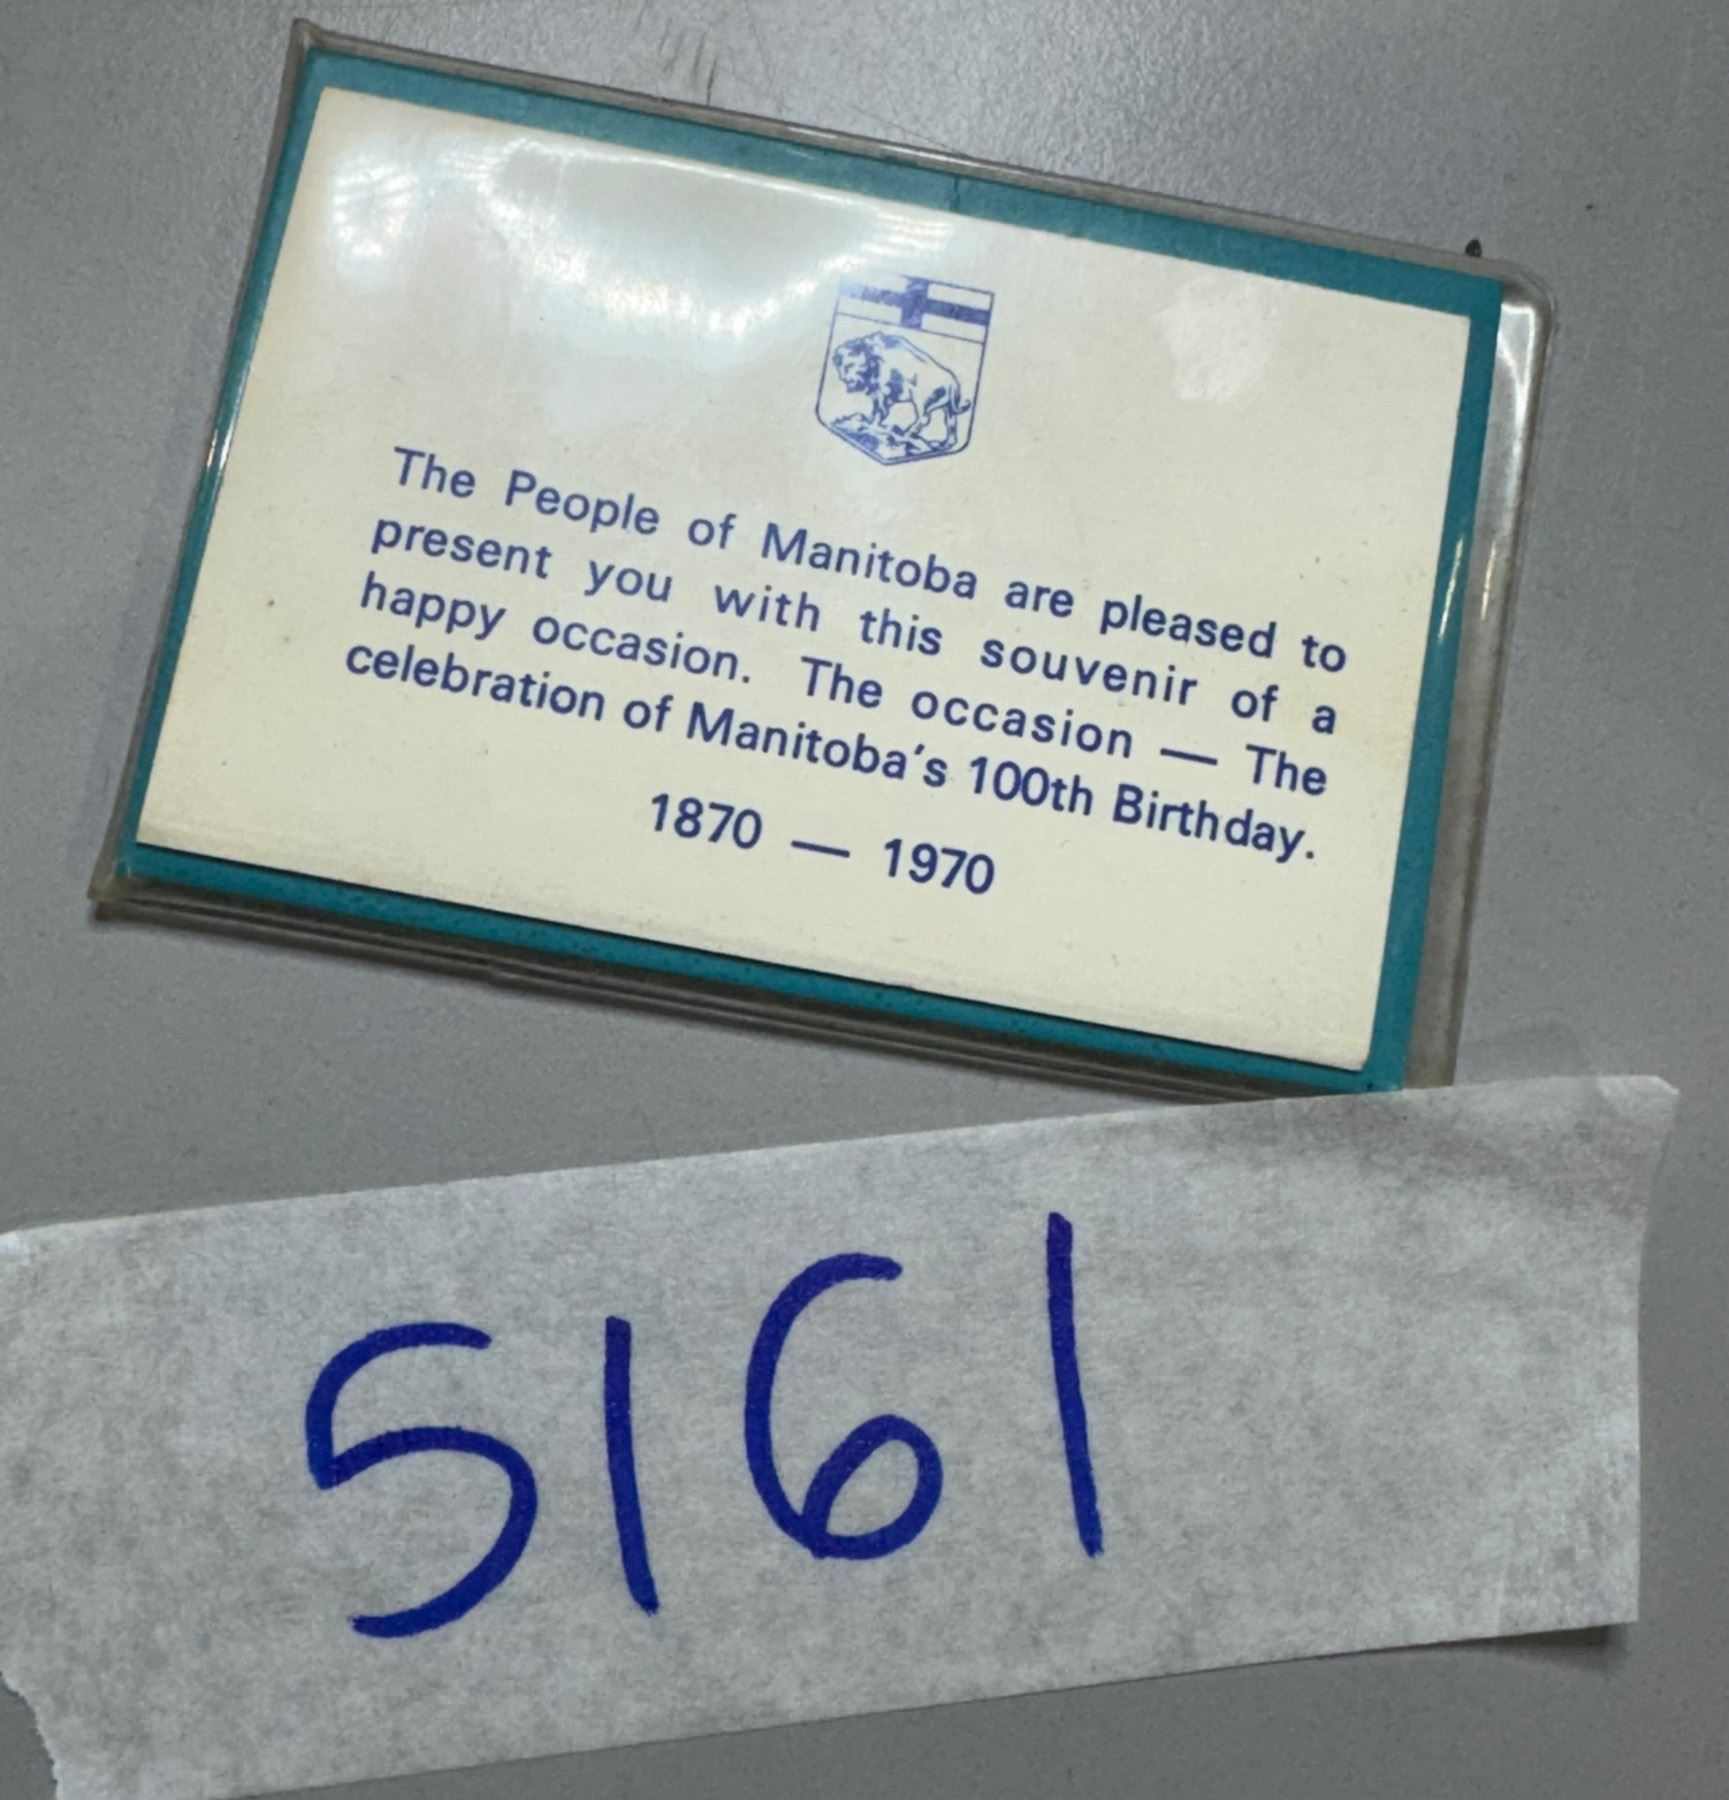 The People of Manitoba are pleased to
present you with this souvenir of a
happy occasion. The occasion — The
celebration of Manitoba's 100th Birthday.
1870 — 1970
5161